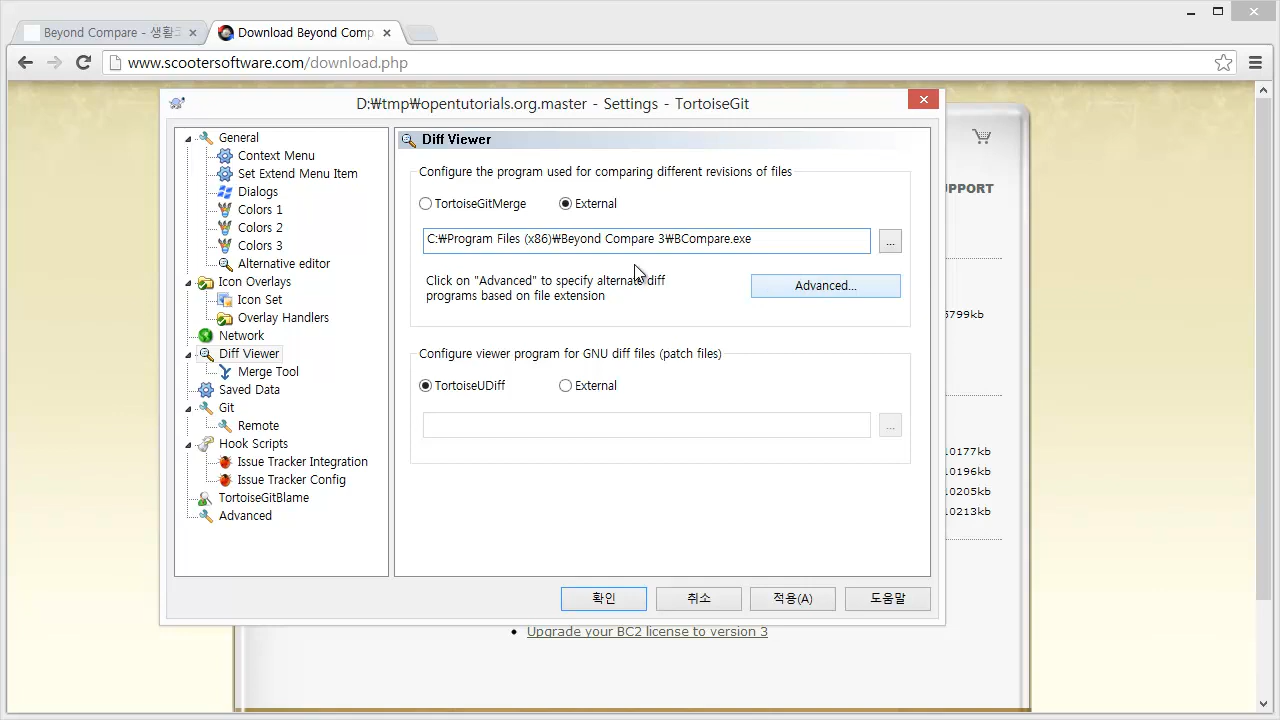 Beyond Compare - 생활코
Download Beyond Comp
www.scootersoftware.com/download.php
D:₩tmp₩opentutorials.org.master - Settings - TortoiseGit
General
Context Menu
Set Extend Menu Item
Dialogs
Colors 1
Colors 2
Colors 3
Alternative editor
Icon Overlays
Icon Set
Overlay Handlers
Network
Diff Viewer
Merge Tool
Saved Data
Git
Remote
Hook Scripts
Issue Tracker Integration
Issue Tracker Config
TortoiseGitBlame
Advanced
Diff Viewer
Configure the program used for comparing different revisions of files
TortoiseGitMerge
External
C:₩Program Files (x86)₩Beyond Compare 3₩BCompare.exe
...
Click on "Advanced" to specify alternate diff
programs based on file extension
Advanced...
Configure viewer program for GNU diff files (patch files)
TortoiseUDiff
External
...
확인
취소
적용(A)
도움말
UPPORT
5799kb
10177kb
10196kb
10205kb
10213kb
Upgrade your BC2 license to version 3